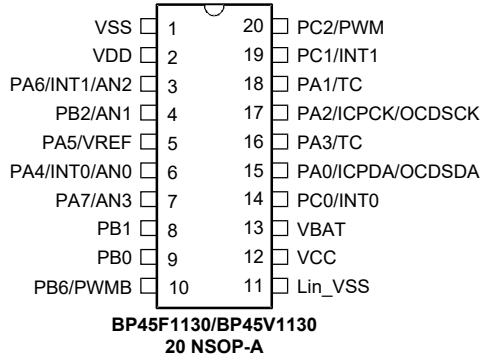 VSS 1 20 PC2/PWM
VDD 2 19 PC1/INT1
PA6/INT1/AN2 3 18 PA1/TC
PB2/AN1 4 17 PA2/ICPCK/OCDSCK
PA5/VREF 5 16 PA3/TC
PA4/INT0/AN0 6 15 PA0/ICPDA/OCDSDA
PA7/AN3 7 14 PC0/INT0
PB1 8 13 VBAT
PB0 9 12 VCC
PB6/PWMB 10 11 Lin_VSS
BP45F1130/BP45V1130
20 NSOP-A